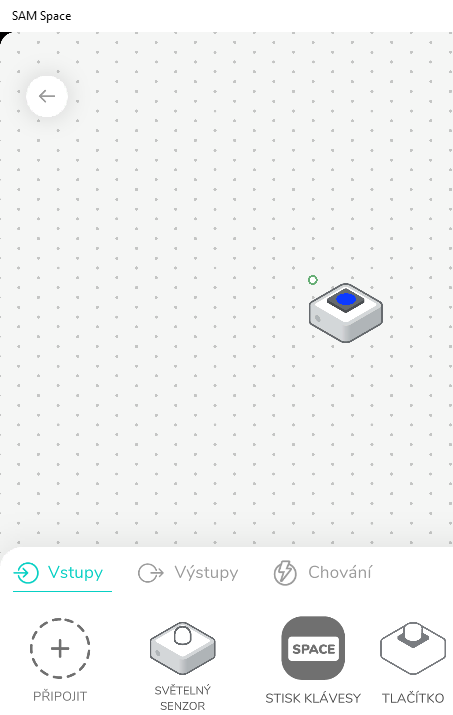 SAM Space
Vstupy
Výstupy
Chování
SPACE
PŘIPOJIT
SVĚTELNÝ
SENZOR
STISK KLÁVESY
TLAČÍTKO